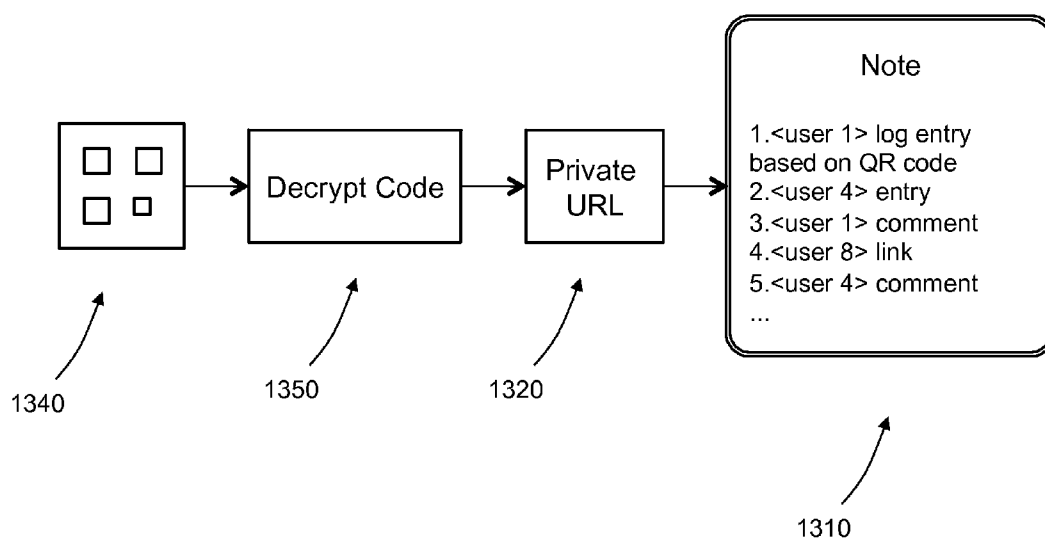 Note
1.<user 1> log entry
based on QR code
2.<user 4> entry
3.<user 1> comment
4.<user 8> link
5.<user 4> comment
...
Decrypt Code
Private
URL
1340
1350
1320
1310